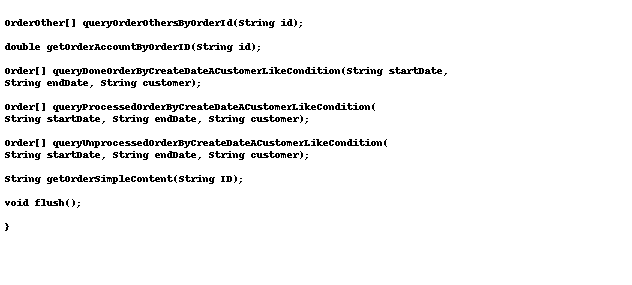 OrderOther[] queryOrderOthersByOrderId(String id);
double getOrderAccountByOrderID(String id);
Order[] queryDoneOrderByCreateDateACustomerLikeCondition(String startDate,
String endDate, String customer);
Order[] queryProcessedOrderByCreateDateACustomerLikeCondition(
String startDate, String endDate, String customer);
Order[] queryUnprocessedOrderByCreateDateACustomerLikeCondition(
String startDate, String endDate, String customer);
String getOrderSimpleContent(String ID);
void flush();
}